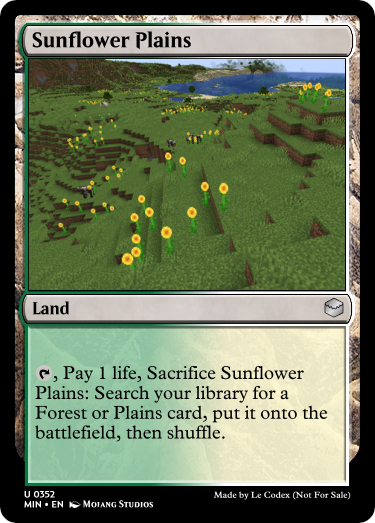 Sunflower Plains
Land
, Pay 1 life, Sacrifice Sunflower
Plains: Search your library for a
Forest or Plains card, put it onto the
battlefield, then shuffle.
U 0352
MIN • EN Mojang Studios
Made by Le Codex (Not For Sale)